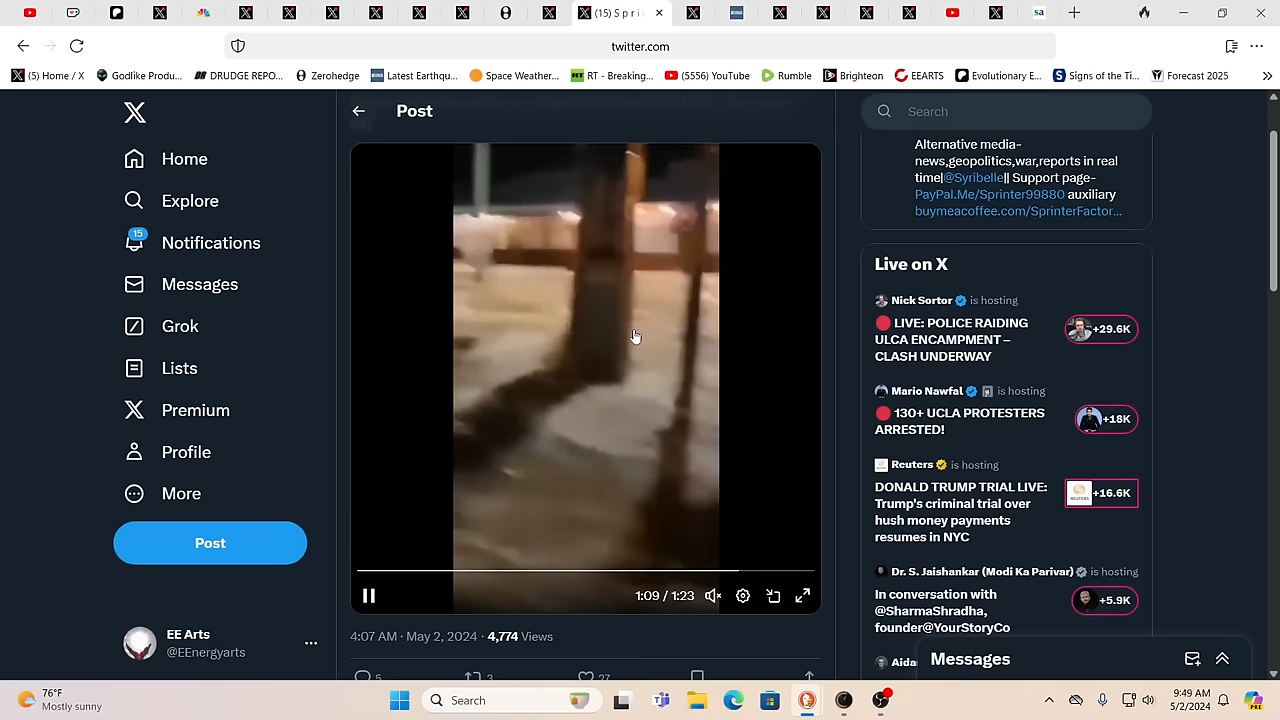 (15) S p r i
sa
twitter.com
(5) Home / X
Godlike Produ...
DRUDGE REPO...
Zerohedge
Latest Earthqu...
Space Weather...
RT - Breaking...
(5556) YouTube
Rumble
Brighteon
EEARTS
Evolutionary E...
Signs of the Ti...
Forecast 2025
Home
Explore
15
Notifications
Messages
Grok
Lists
Premium
Profile
More
Post
EE Arts
@EEnergyarts
Post
1:09 / 1:23
4:07 AM · May 2, 2024 · 4,774 Views
5
3
27
Search
Alternative media-
news,geopolitics,war,reports in real
time|@Syribelle|| Support page-
PayPal.Me/Sprinter99880 auxiliary
buymeacoffee.com/SprinterFactor...
Live on X
Nick Sortor is hosting
LIVE: POLICE RAIDING
ULCA ENCAMPMENT –
CLASH UNDERWAY
+29.6K
Mario Nawfal is hosting
130+ UCLA PROTESTERS
ARRESTED!
+18K
Reuters is hosting
DONALD TRUMP TRIAL LIVE:
Trump's criminal trial over
hush money payments
resumes in NYC
+16.6K
Dr. S. Jaishankar (Modi Ka Parivar) is hosting
In conversation with
@SharmaShradha,
founder@YourStoryCo
+5.9K
Aida
Messages
76°F
Mostly sunny
Search
9:49 AM
5/2/2024